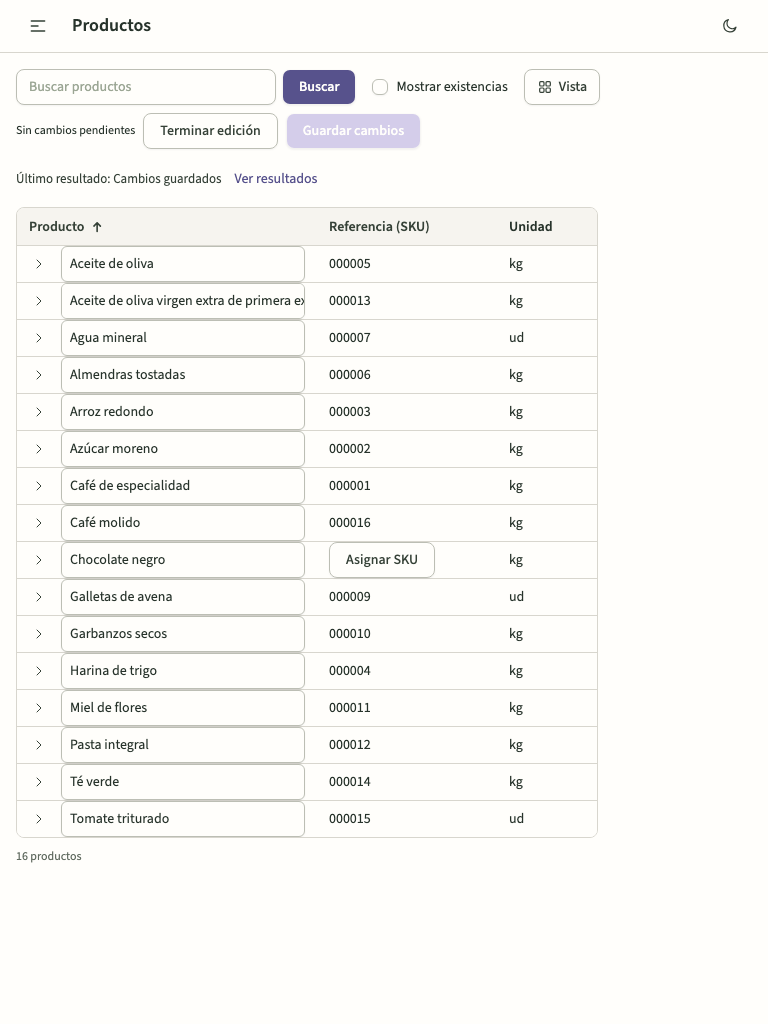 Productos
Buscar productos
Buscar
Mostrar existencias
Vista
Sin cambios pendientes
Terminar edición
Guardar cambios
Último resultado: Cambios guardados
Ver resultados
Producto
Referencia (SKU)
Unidad
Aceite de oliva
000005
kg
Aceite de oliva virgen extra de primera
000013
kg
Agua mineral
000007
ud
Almendras tostadas
000006
kg
Arroz redondo
000003
kg
Azúcar moreno
000002
kg
Café de especialidad
000001
kg
Café molido
000016
kg
Chocolate negro
Asignar SKU
kg
Galletas de avena
000009
ud
Garbanzos secos
000010
kg
Harina de trigo
000004
kg
Miel de flores
000011
kg
Pasta integral
000012
kg
Té verde
000014
kg
Tomate triturado
000015
ud
16 productos